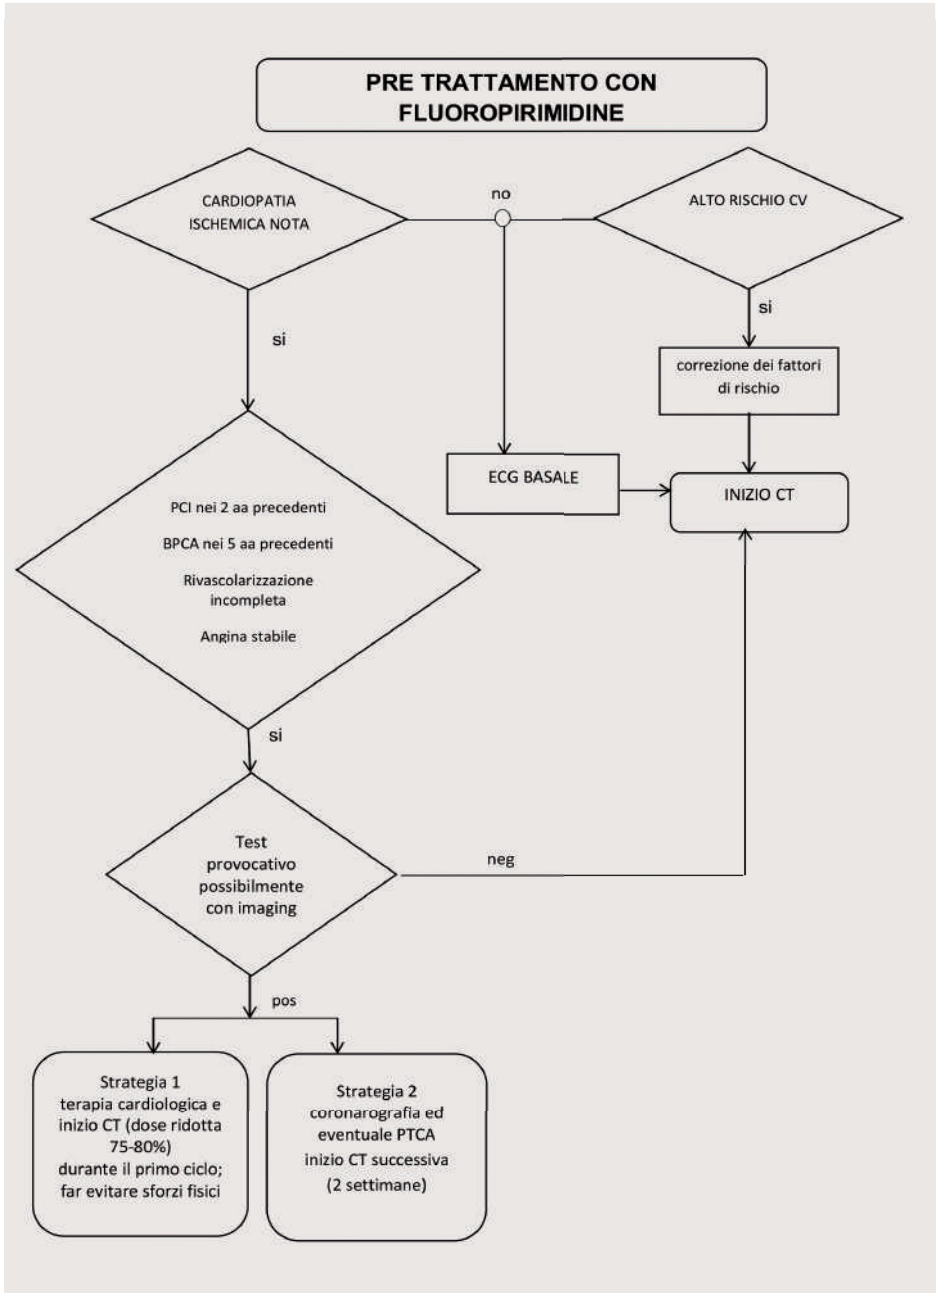 PRE TRATTAMENTO CON
FLUOROPIRIMIDINE
CARDIOPATIA
ISCHEMICA NOTA
no
ALTO RISCHIO CV
si
si
correzione dei fattori
di rischio
ECG BASALE
INIZIO CT
PCI nei 2 aa precedenti
BPCA nei 5 aa precedenti
Rivascolarizzazione
incompleta
Angina stabile
si
Test
provocativo
possibilmente
con imaging
neg
pos
Strategia 1
terapia cardiologica e
inizio CT (dose ridotta
75-80%)
durante il primo ciclo;
far evitare sforzi fisici
Strategia 2
coronarografia ed
eventuale PTCA
inizio CT successiva
(2 settimane)